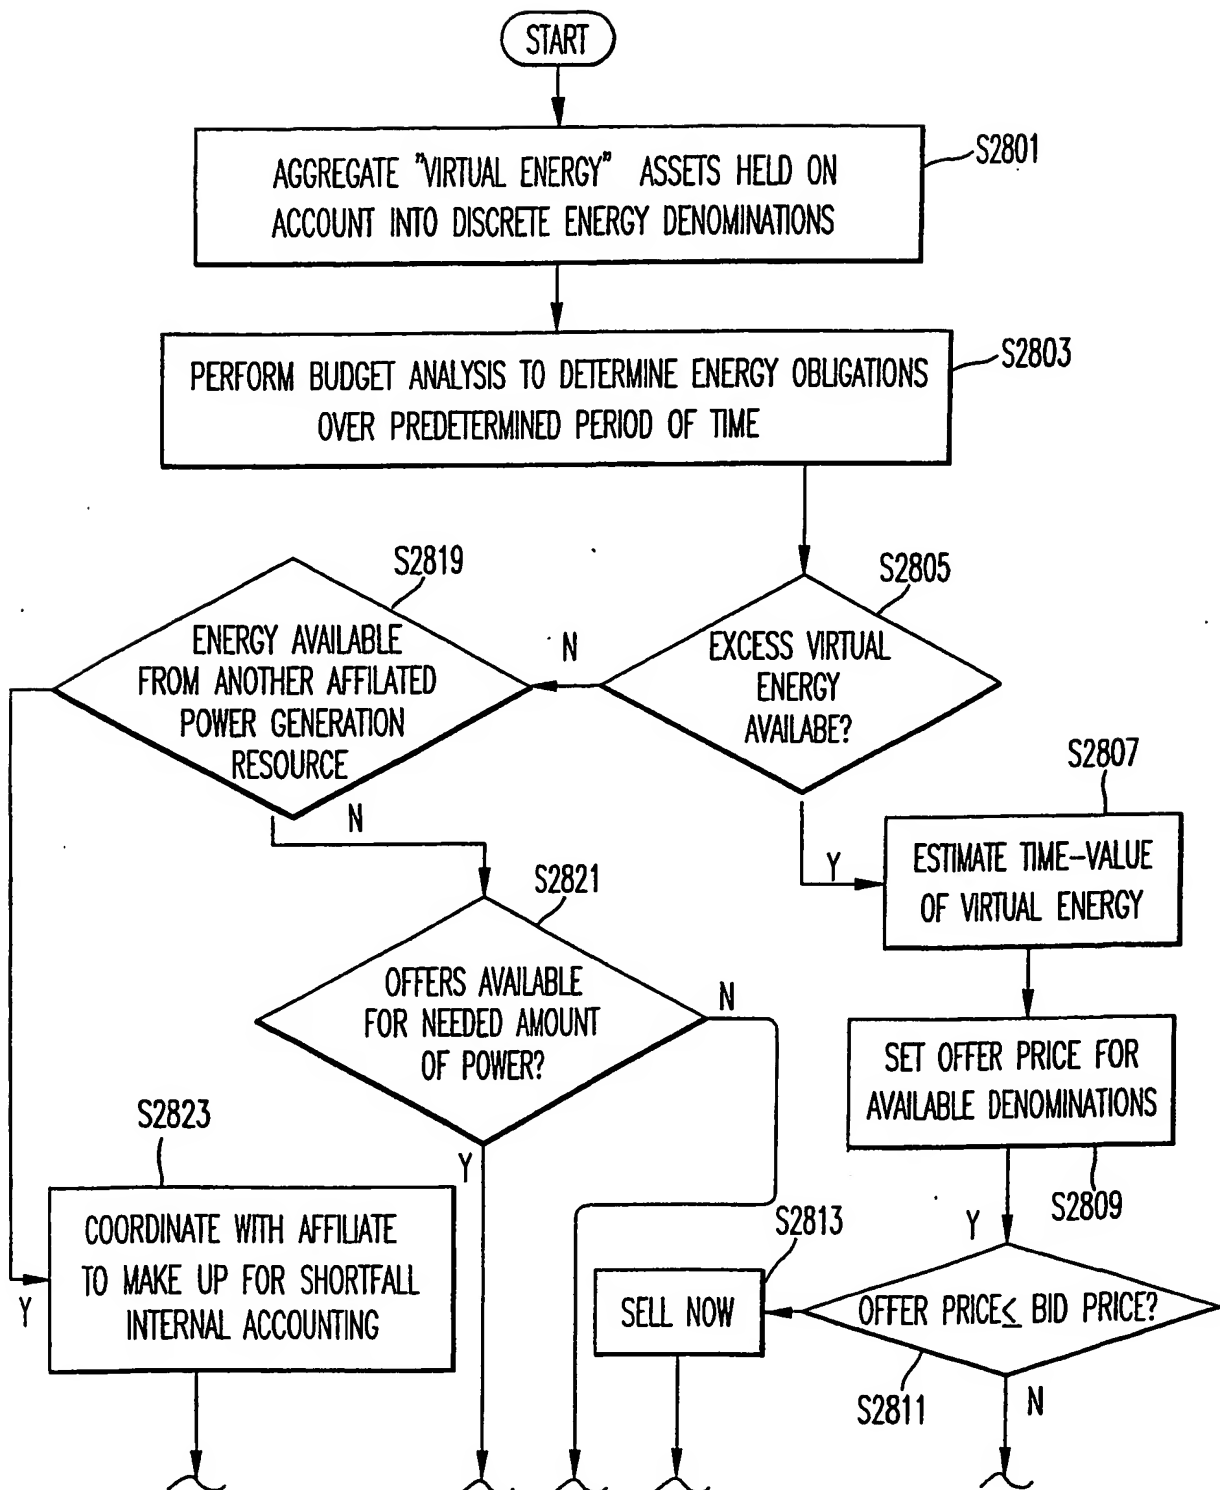 START
S2801
AGGREGATE "VIRTUAL ENERGY" ASSETS HELD ON
ACCOUNT INTO DISCRETE ENERGY DENOMINATIONS
S2803
PERFORM BUDGET ANALYSIS TO DETERMINE ENERGY OBLIGATIONS
OVER PREDETERMINED PERIOD OF TIME
S2819
ENERGY AVAILABLE
FROM ANOTHER AFFILATED
POWER GENERATION
RESOURCE
N
S2805
EXCESS VIRTUAL
ENERGY
AVAILABE?
N
Y
S2807
ESTIMATE TIME-VALUE
OF VIRTUAL ENERGY
S2821
OFFERS AVAILABLE
FOR NEEDED AMOUNT
OF POWER?
N
Y
SET OFFER PRICE FOR
AVAILABLE DENOMINATIONS
S2809
S2823
COORDINATE WITH AFFILIATE
TO MAKE UP FOR SHORTFALL
INTERNAL ACCOUNTING
Y
S2813
SELL NOW
Y
OFFER PRICE≤ BID PRICE?
S2811
N